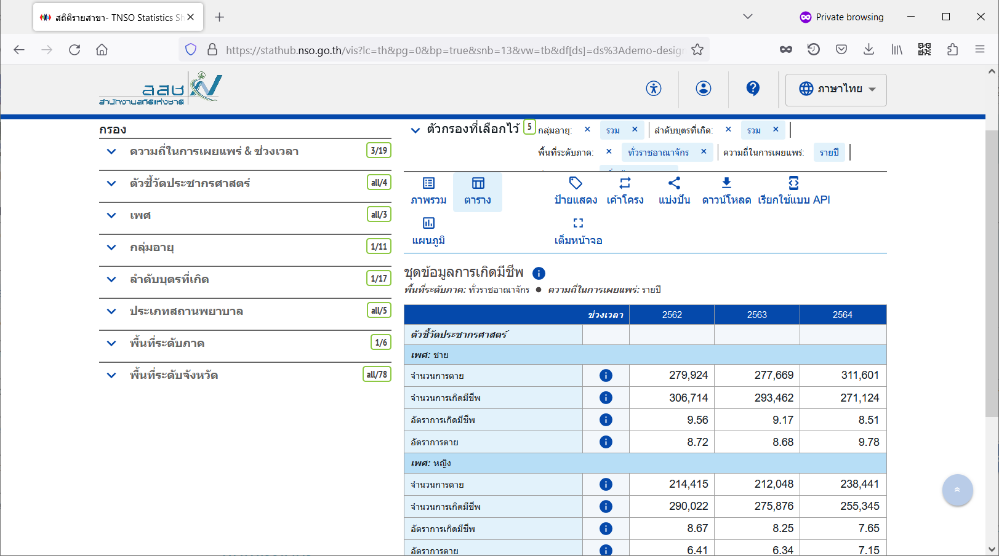 สถิติรายสาขา- TNSO Statistics Sh
Private browsing
https://stathub.nso.go.th/vis?lc=th&pg=0&bp=true&snb=13&vw=tb&df[ds]=ds%3Ademo-design
สสช
สำนักงานสถิติแห่งชาติ
ภาษาไทย
กรอง
ความถี่ในการเผยแพร่ & ช่วงเวลา 3/19
ตัวชี้วัดประชากรศาสตร์ all/4
เพศ all/3
กลุ่มอายุ 1/11
ลำดับบุตรที่เกิด 1/17
ประเภทสถานพยาบาล all/5
พื้นที่ระดับภาค 1/6
พื้นที่ระดับจังหวัด all/78
ตัวกรองที่เลือกไว้ 5 กลุ่มอายุ: × รวม × ลำดับบุตรที่เกิด: × รวม ×
พื้นที่ระดับภาค: × ทั่วราชอาณาจักร × ความถี่ในการเผยแพร่: รายปี
ภาพรวม ตาราง ป้ายแสดง เค้าโครง แบ่งปัน ดาวน์โหลด เรียกใช้แบบ API
แผนภูมิ เต็มหน้าจอ
ชุดข้อมูลการเกิดมีชีพ
พื้นที่ระดับภาค: ทั่วราชอาณาจักร ● ความถี่ในการเผยแพร่: รายปี
ช่วงเวลา 2562 2563 2564
ตัวชี้วัดประชากรศาสตร์
เพศ: ชาย
จำนวนการตาย 279,924 277,669 311,601
จำนวนการเกิดมีชีพ 306,714 293,462 271,124
อัตราการเกิดมีชีพ 9.56 9.17 8.51
อัตราการตาย 8.72 8.68 9.78
เพศ: หญิง
จำนวนการตาย 214,415 212,048 238,441
จำนวนการเกิดมีชีพ 290,022 275,876 255,345
อัตราการเกิดมีชีพ 8.67 8.25 7.65
อัตราการตาย 6.41 6.34 7.15